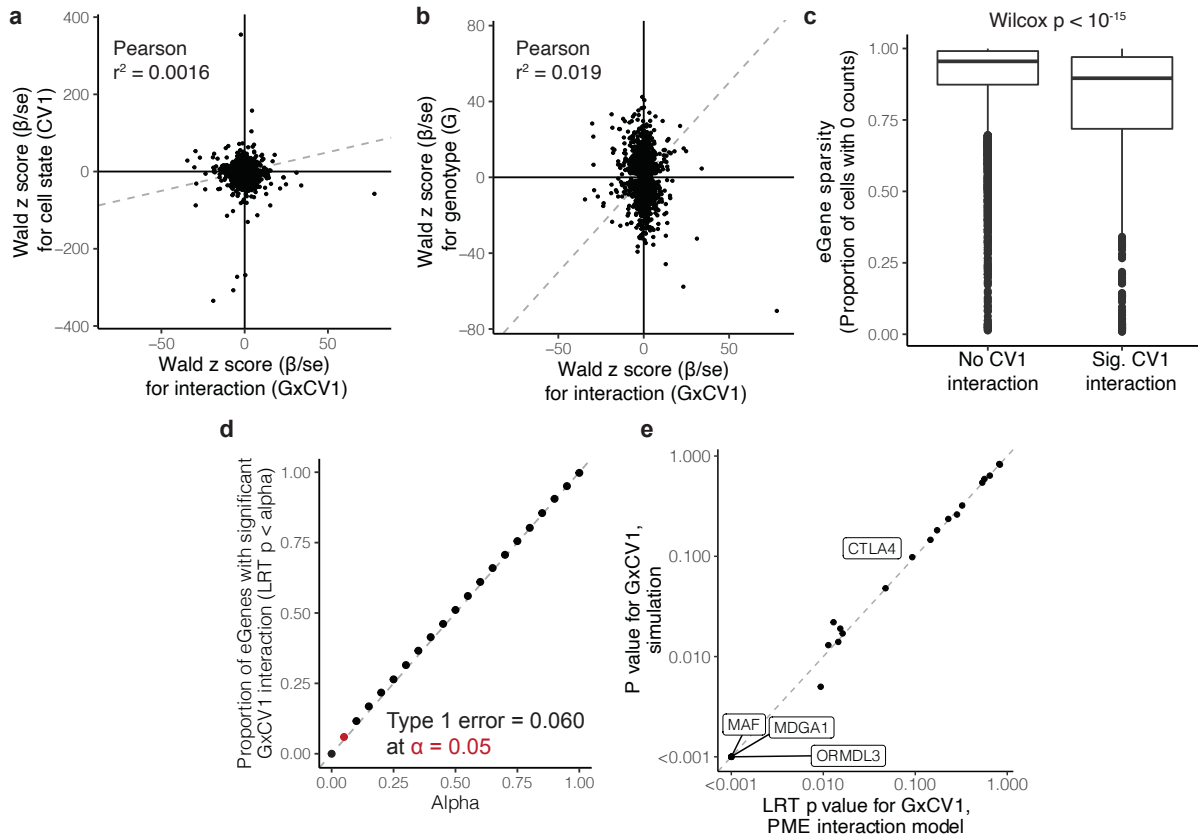 a
Pearson
r² = 0.0016
400
200
0
−200
−400
−50
0
50
Wald z score (β/se)
for cell state (CV1)
Wald z score (β/se)
for interaction (GxCV1)
b
Pearson
r² = 0.019
80
40
0
−40
−80
−50
0
50
Wald z score (β/se)
for genotype (G)
Wald z score (β/se)
for interaction (GxCV1)
c
Wilcox p < 10⁻¹⁵
1.00
0.75
0.50
0.25
0.00
eGene sparsity
(Proportion of cells with 0 counts)
No CV1
interaction
Sig. CV1
interaction
d
1.00
0.75
0.50
0.25
0.00
Proportion of eGenes with significant
GxCV1 interaction (LRT p < alpha)
Type 1 error = 0.060
at α = 0.05
0.00
0.25
0.50
0.75
1.00
Alpha
e
1.000
0.100
0.010
<0.001
P value for GxCV1,
simulation
CTLA4
MAF
MDGA1
ORMDL3
<0.001
0.010
0.100
1.000
LRT p value for GxCV1,
PME interaction model